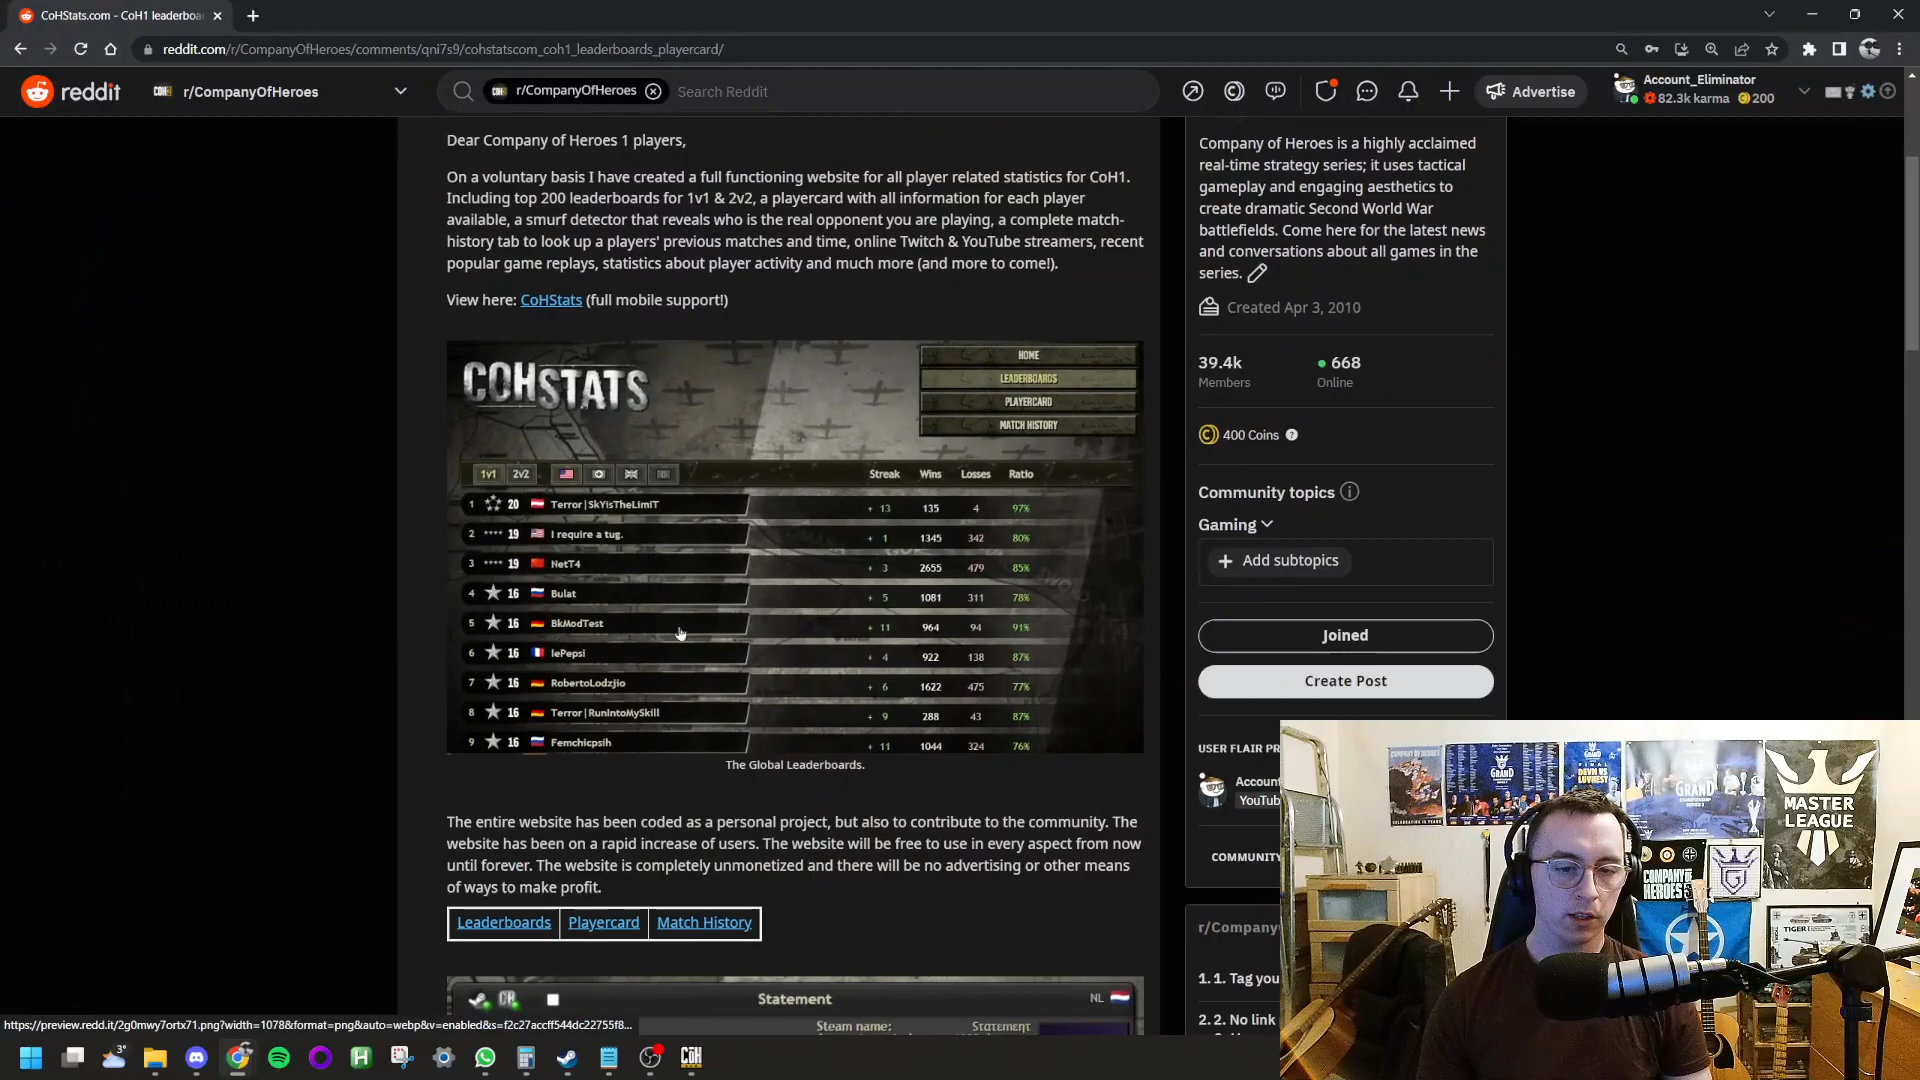 CoHStats.com - CoH1 leaderboa
reddit.com/r/CompanyOfHeroes/comments/qni7s9/cohstatscom_coh1_leaderboards_playercard/
reddit
r/CompanyOfHeroes
r/CompanyOfHeroes
Search Reddit
Advertise
Account_Eliminator
82.3k karma 200
Dear Company of Heroes 1 players,
On a voluntary basis I have created a full functioning website for all player related statistics for CoH1.
Including top 200 leaderboards for 1v1 & 2v2, a playercard with all information for each player
available, a smurf detector that reveals who is the real opponent you are playing, a complete match-
history tab to look up a players' previous matches and time, online Twitch & YouTube streamers, recent
popular game replays, statistics about player activity and much more (and more to come!).
View here: CoHStats (full mobile support!)
COHSTATS
HOME
LEADERBOARDS
PLAYERCARD
MATCH HISTORY
1v1 2v2 Streak Wins Losses Ratio
1 20 Terror|SkYisTheLimiT + 13 135 4 97%
2 19 I require a tug. + 1 1345 342 80%
3 19 NetT4 + 3 2655 479 85%
4 16 Bulat + 5 1081 311 78%
5 16 BkModTest + 11 964 94 91%
6 16 lePepsi + 4 922 138 87%
7 16 RobertoLodzjio + 6 1622 475 77%
8 16 Terror|RunIntoMySkill + 9 288 43 87%
9 16 Femchicpsih + 11 1044 324 76%
The Global Leaderboards.
The entire website has been coded as a personal project, but also to contribute to the community. The
website has been on a rapid increase of users. The website will be free to use in every aspect from now
until forever. The website is completely unmonetized and there will be no advertising or other means
of ways to make profit.
Leaderboards Playercard Match History
Statement
NL
Steam name: Statement
https://preview.redd.it/2g0mwy7ortx71.png?width=1078&format=png&auto=webp&v=enabled&s=f2c27accff544dc22755f8...
Company of Heroes is a highly acclaimed
real-time strategy series; it uses tactical
gameplay and engaging aesthetics to
create dramatic Second World War
battlefields. Come here for the latest news
and conversations about all games in the
series.
Created Apr 3, 2010
39.4k 668
Members Online
400 Coins
Community topics
Gaming
Add subtopics
Joined
Create Post
USER FLAIR PR
Account
YouTub
COMMUNITY
r/Company
1. 1. Tag you
2. 2. No link
MASTER
LEAGUE
COMPANY
HEROES
GRAND
GRAND
FINAL
DEVM VS
LUVNEST
TIGER I
3°